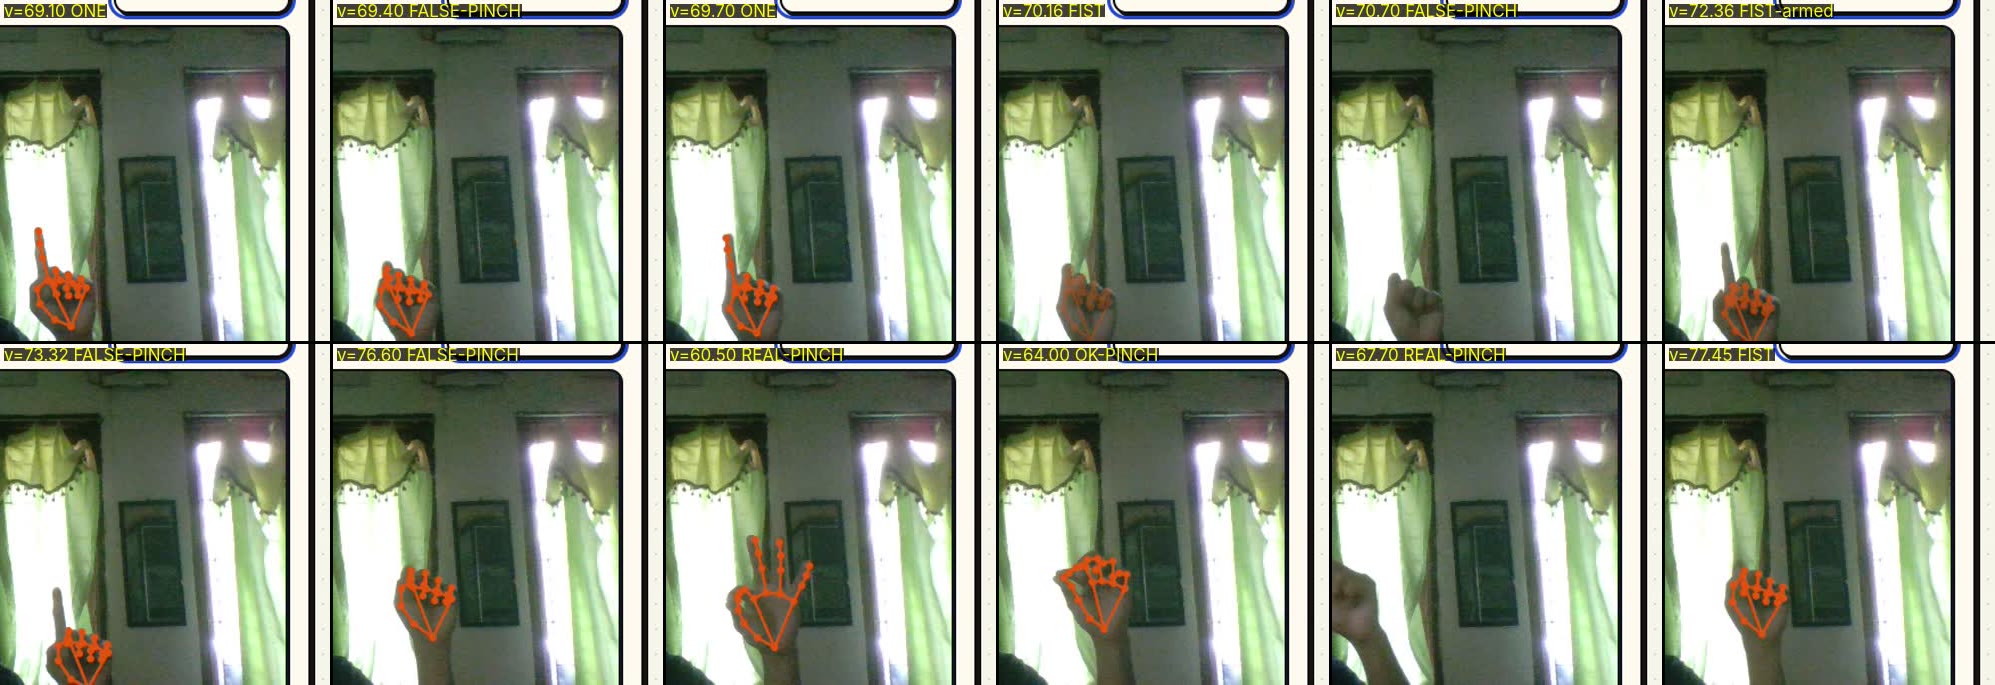 v=69.10 ONE
v=69.40 FALSE-PINCH
v=69.70 ONE
v=70.16 FIST
v=70.70 FALSE-PINCH
v=72.36 FIST-armed
v=73.32 FALSE-PINCH
v=76.60 FALSE-PINCH
v=60.50 REAL-PINCH
v=64.00 OK-PINCH
v=67.70 REAL-PINCH
v=77.45 FIST